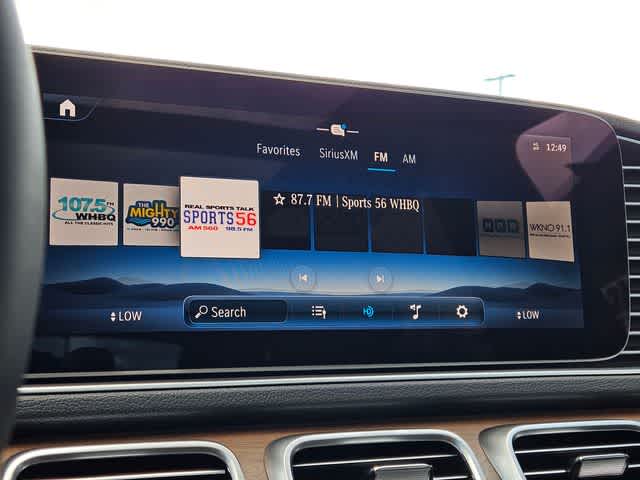 12:49
Favorites SiriusXM FM AM
107.5
WHBQ
ALL THE CLASSIC HITS
THE
MIGHTY
990
REAL SPORTS TALK
SPORTS 56
AM 560 98.5 FM
☆ 87.7 FM | Sports 56 WHBQ
WKNO 91.1
LOW
Search
LOW